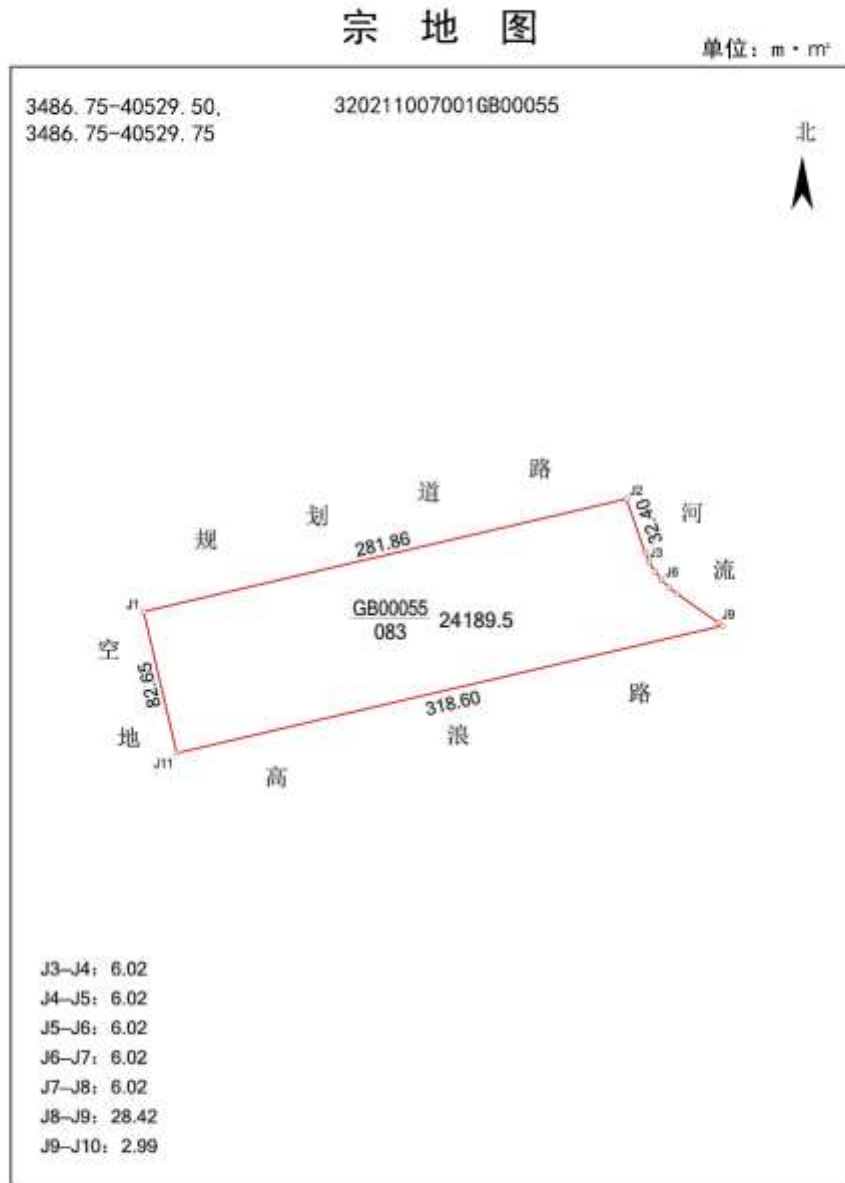 宗 地 图
单位：m·㎡
3486.75-40529.50,
3486.75-40529.75
320211007001GB00055
北
规 划 道 路
河 流
空 地
高 浪 路
J1
J2
J3
J6
J9
J11
281.86
32.40
82.65
318.60
GB00055
083
24189.5
J3—J4：6.02
J4—J5：6.02
J5—J6：6.02
J6—J7：6.02
J7—J8：6.02
J8—J9：28.42
J9—J10：2.99